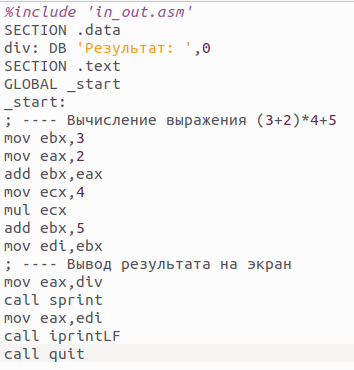 %include 'in_out.asm'
SECTION .data
div: DB 'Результат: ',0
SECTION .text
GLOBAL _start
_start:
; ---- Вычисление выражения (3+2)*4+5
mov ebx,3
mov eax,2
add ebx,eax
mov ecx,4
mul ecx
add ebx,5
mov edi,ebx
; ---- Вывод результата на экран
mov eax,div
call sprint
mov eax,edi
call iprintLF
call quit